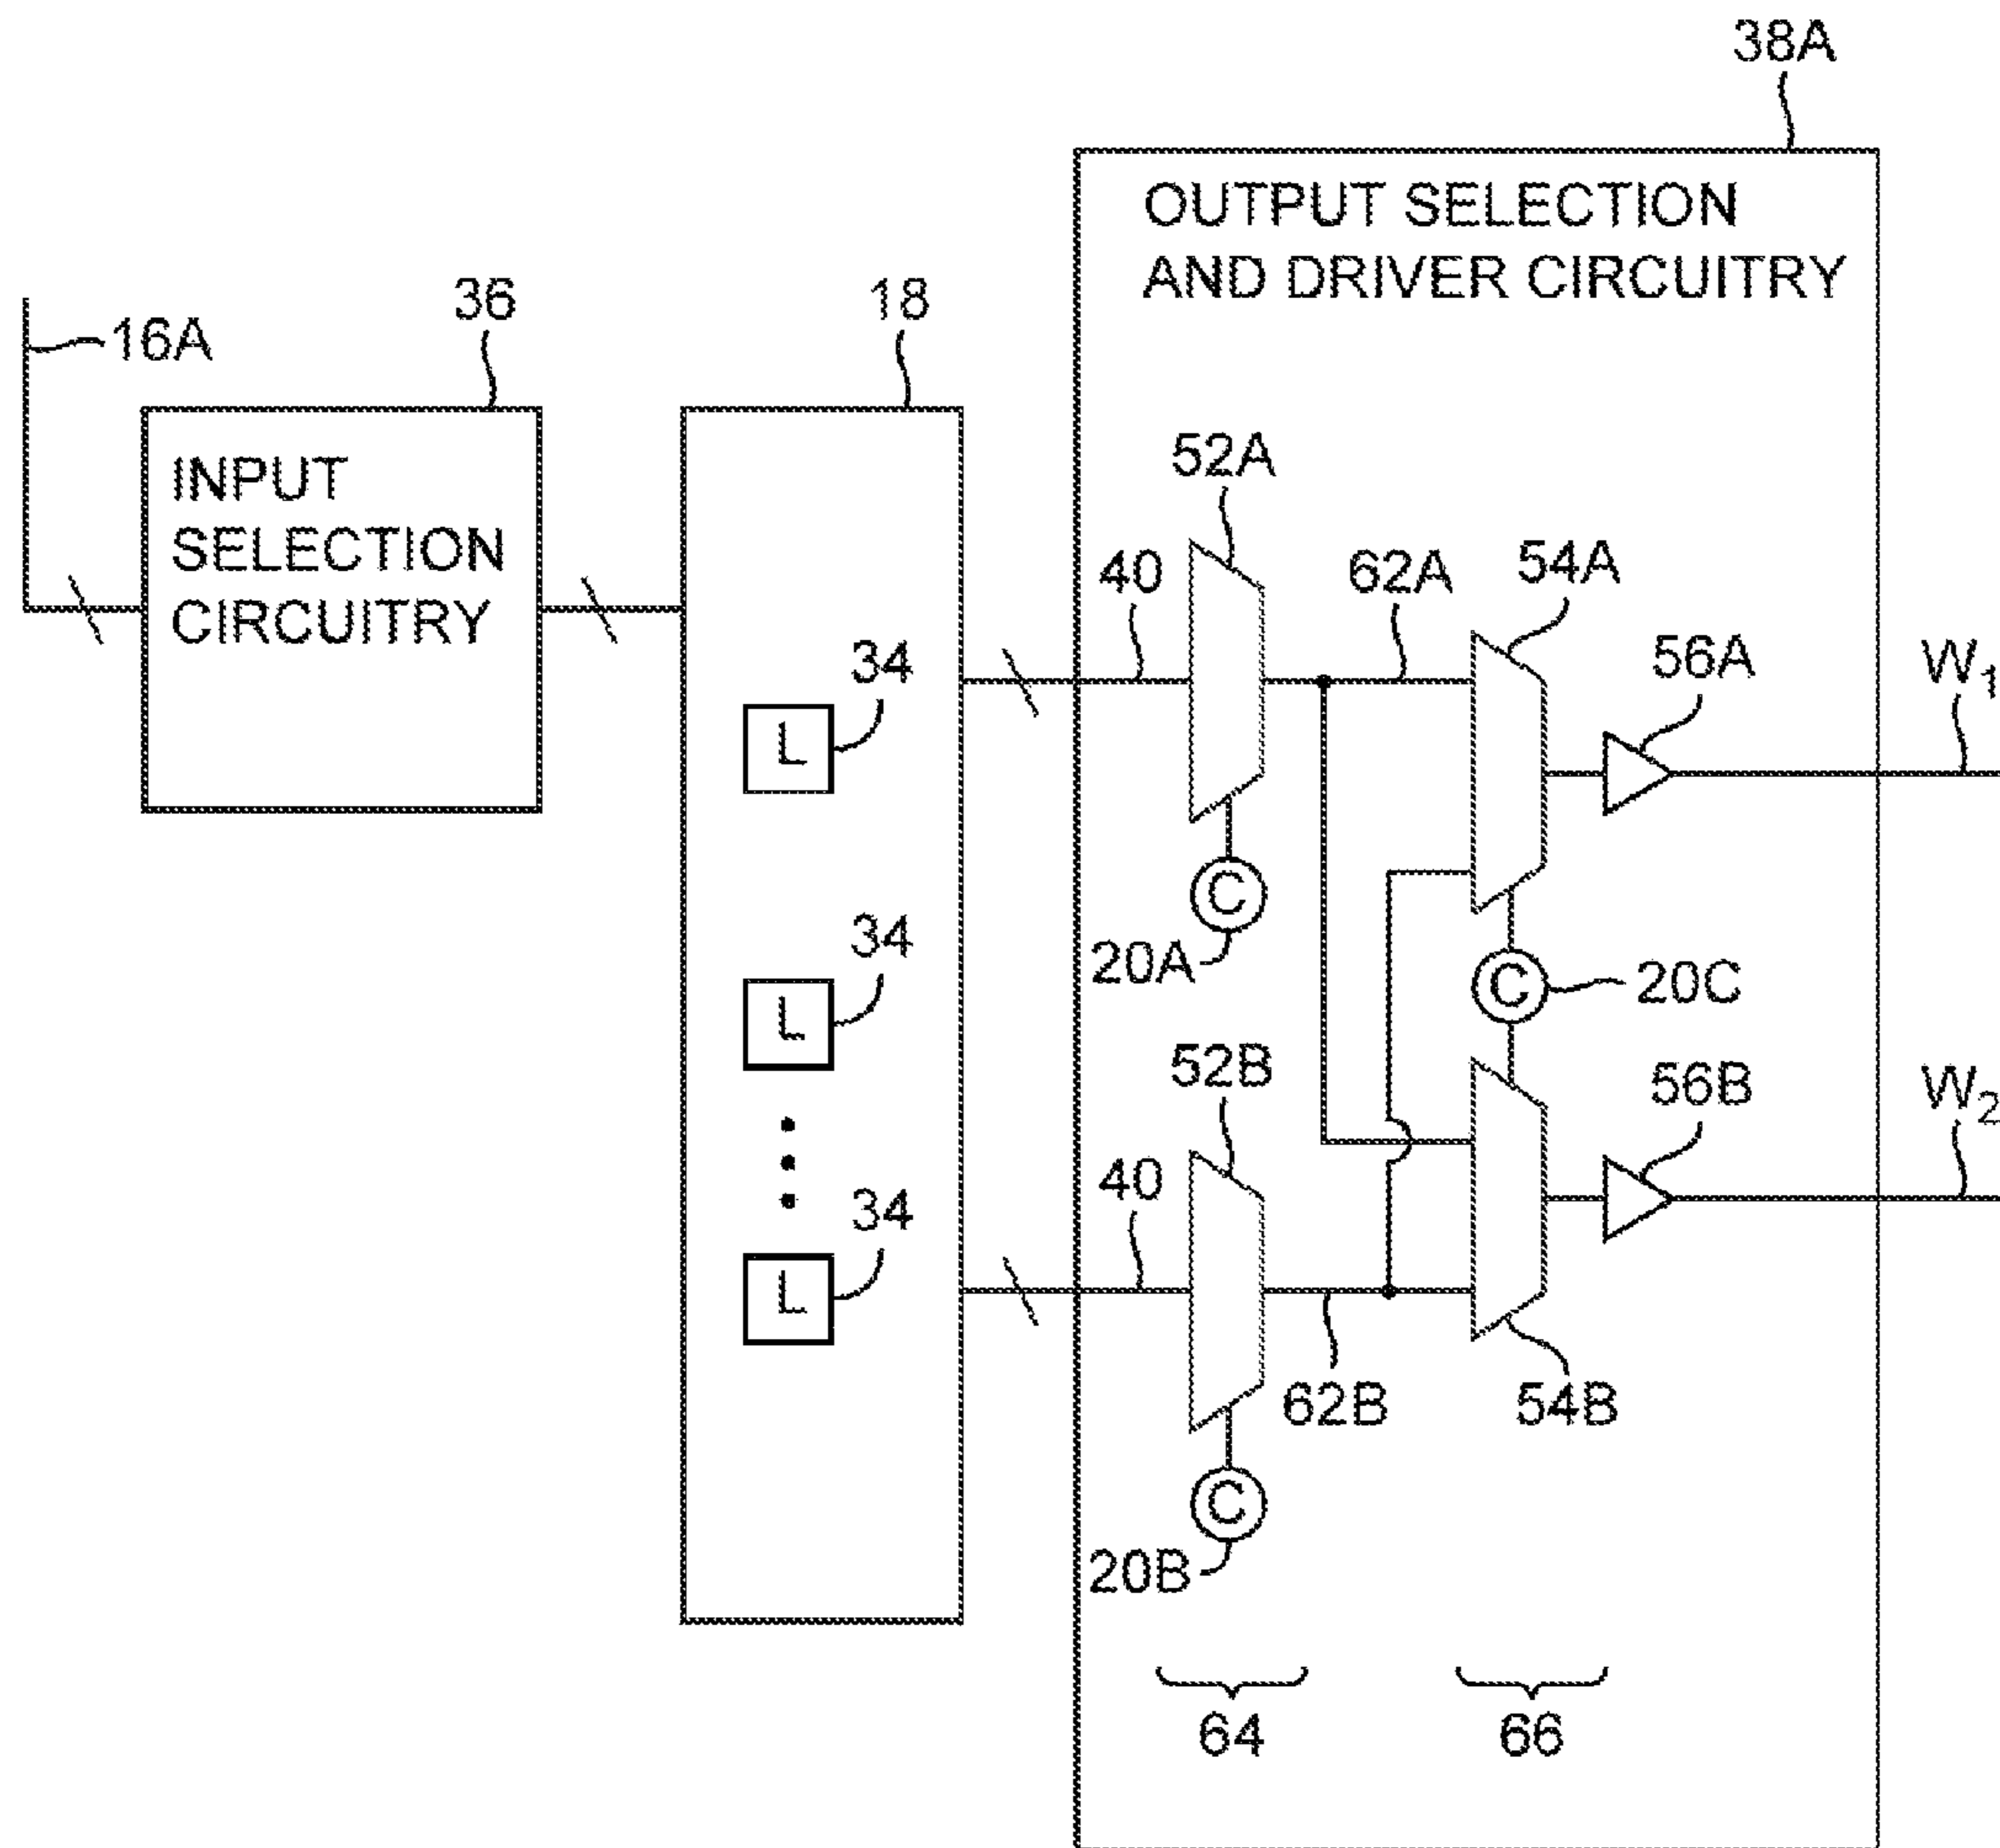 38A
OUTPUT SELECTION
AND DRIVER CIRCUITRY
16A
36
18
INPUT
SELECTION
CIRCUITRY
52A
40
62A
54A
56A
W1
34
L
C
20A
34
L
C
20C
52B
56B
W2
40
34
L
62B
54B
C
20B
64
66